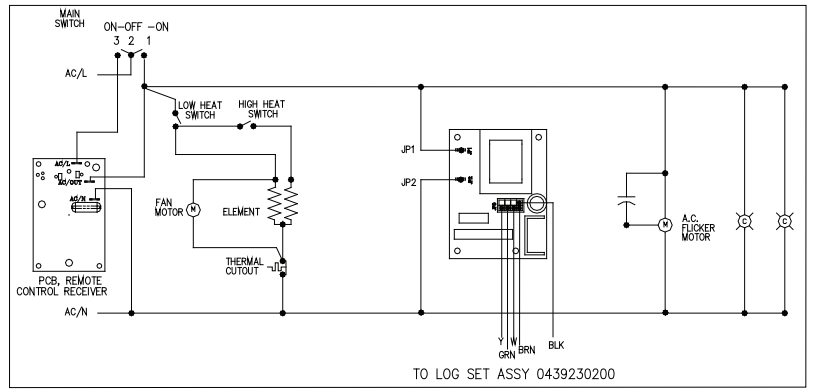 MAIN
SWITCH
ON-OFF -ON
3 2 1
AC/L
LOW HEAT
SWITCH
HIGH HEAT
SWITCH
JP1
JP2
AC/L
AC/OUT
AC/N
FAN
MOTOR
M
ELEMENT
THERMAL
CUTOUT
M
A.C.
FLICKER
MOTOR
C
C
PCB, REMOTE
CONTROL RECEIVER
AC/N
Y
GRN
W
BRN
BLK
TO LOG SET ASSY 0439230200